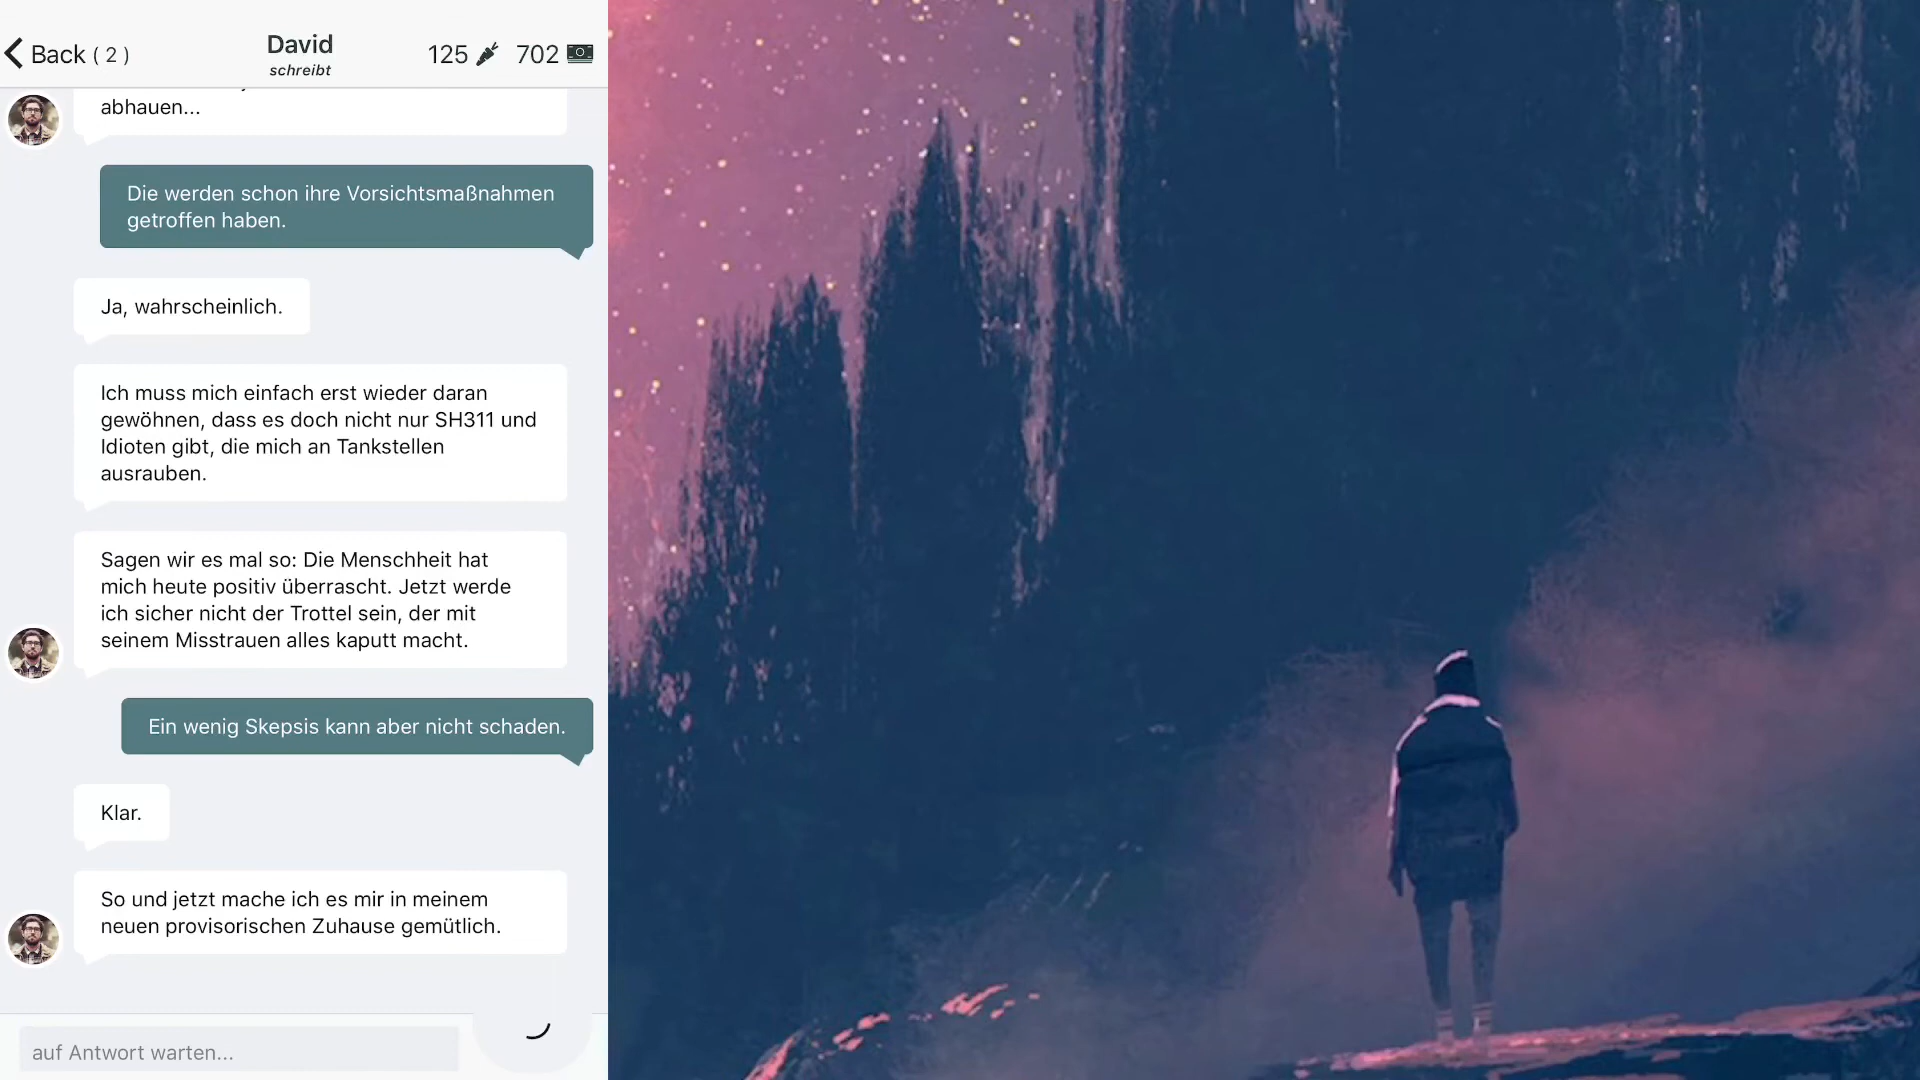 Back ( 2 )
David
schreibt
125
702
abhauen...
Die werden schon ihre Vorsichtsmaßnahmen
getroffen haben.
Ja, wahrscheinlich.
Ich muss mich einfach erst wieder daran
gewöhnen, dass es doch nicht nur SH311 und
Idioten gibt, die mich an Tankstellen
ausrauben.
Sagen wir es mal so: Die Menschheit hat
mich heute positiv überrascht. Jetzt werde
ich sicher nicht der Trottel sein, der mit
seinem Misstrauen alles kaputt macht.
Ein wenig Skepsis kann aber nicht schaden.
Klar.
So und jetzt mache ich es mir in meinem
neuen provisorischen Zuhause gemütlich.
auf Antwort warten...